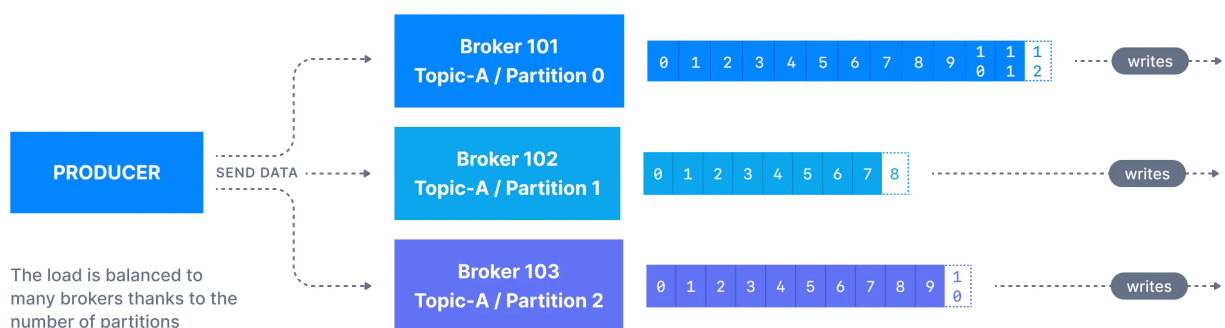 PRODUCER
SEND DATA
The load is balanced to
many brokers thanks to the
number of partitions
Broker 101
Topic-A / Partition 0
0 1 2 3 4 5 6 7 8 9 10 11 12
writes
Broker 102
Topic-A / Partition 1
0 1 2 3 4 5 6 7 8
writes
Broker 103
Topic-A / Partition 2
0 1 2 3 4 5 6 7 8 9 10
writes